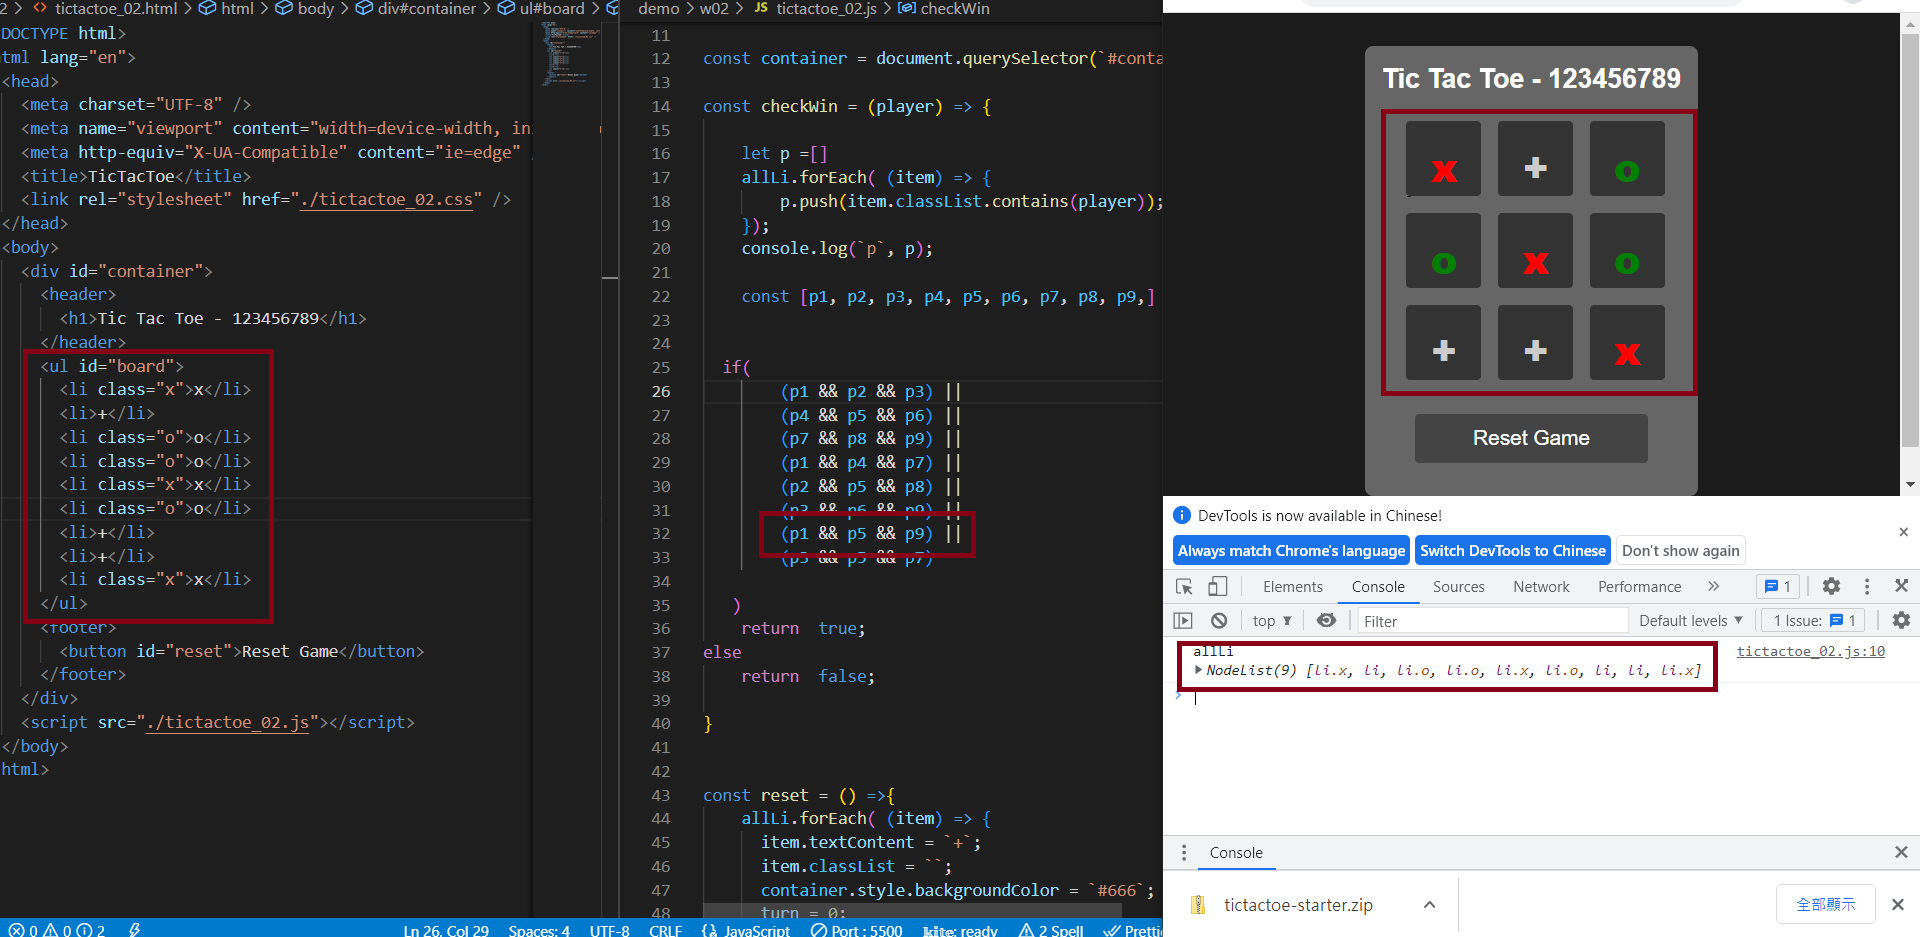 2 > <> tictactoe_02.html > html > body > div#container > ul#board >
DOCTYPE html>
tml lang="en">
<head>
<meta charset="UTF-8" />
<meta name="viewport" content="width=device-width, in
<meta http-equiv="X-UA-Compatible" content="ie=edge" /
<title>TicTacToe</title>
<link rel="stylesheet" href="./tictactoe_02.css" />
</head>
<body>
<div id="container">
<header>
<h1>Tic Tac Toe - 123456789</h1>
</header>
<ul id="board">
<li class="x">x</li>
<li>+</li>
<li class="o">o</li>
<li class="o">o</li>
<li class="x">x</li>
<li class="o">o</li>
<li>+</li>
<li>+</li>
<li class="x">x</li>
</ul>
<footer>
<button id="reset">Reset Game</button>
</footer>
</div>
<script src="./tictactoe_02.js"></script>
</body>
html>
demo > w02 > JS tictactoe_02.js > checkWin
11
12 const container = document.querySelector(`#conta
13
14 const checkWin = (player) => {
15
16 let p =[]
17 allLi.forEach( (item) => {
18 p.push(item.classList.contains(player));
19 });
20 console.log(`p`, p);
21
22 const [p1, p2, p3, p4, p5, p6, p7, p8, p9,]
23
24
25 if(
26 (p1 && p2 && p3) ||
27 (p4 && p5 && p6) ||
28 (p7 && p8 && p9) ||
29 (p1 && p4 && p7) ||
30 (p2 && p5 && p8) ||
31 (p3 && p6 && p9) ||
32 (p1 && p5 && p9) ||
33 (p3 && p5 && p7)
34
35 )
36 return true;
37 else
38 return false;
39
40 }
41
42
43 const reset = () =>{
44 allLi.forEach( (item) => {
45 item.textContent = `+`;
46 item.classList = ``;
47 container.style.backgroundColor = `#666`;
48 turn = 0;
Tic Tac Toe - 123456789
x + o
o x o
+ + x
Reset Game
DevTools is now available in Chinese!
Always match Chrome's language Switch DevTools to Chinese Don't show again
Elements Console Sources Network Performance » 1
top Filter Default levels 1 Issue: 1
allLi tictactoe_02.js:10
NodeList(9) [li.x, li, li.o, li.o, li.x, li.o, li, li, li.x]
>
Console
tictactoe-starter.zip 全部顯示
0 0 2 Ln 26, Col 29 Spaces: 4 UTF-8 CRLF {} JavaScript Port : 5500 kite: ready 2 Spell Prettie